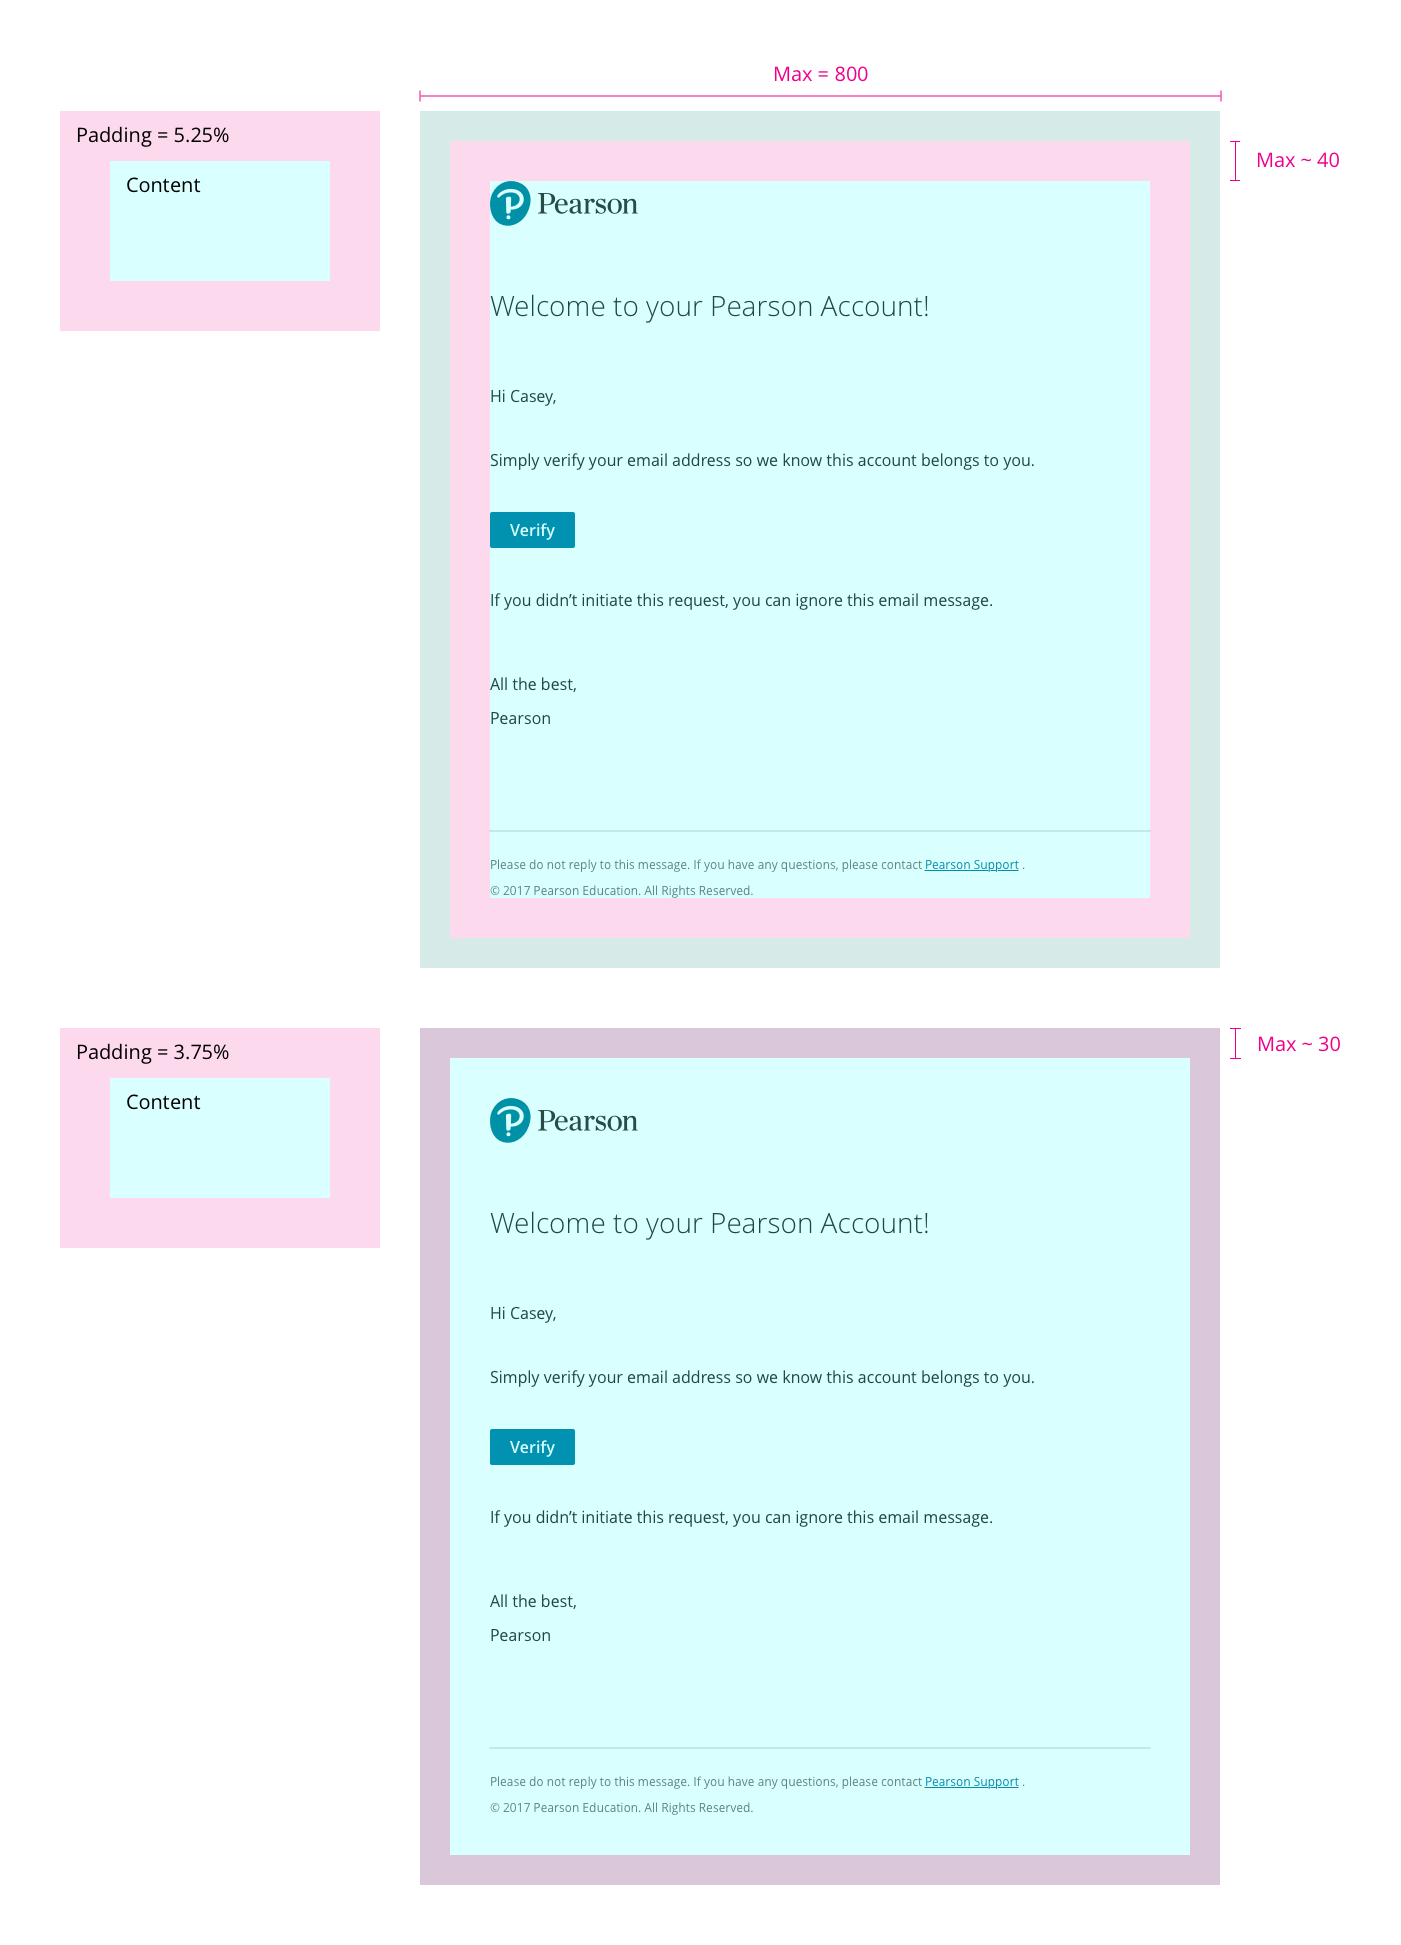 Max = 800
Padding = 5.25%
Content
Max ~ 40
Pearson
Welcome to your Pearson Account!
Hi Casey,
Simply verify your email address so we know this account belongs to you.
Verify
If you didn’t initiate this request, you can ignore this email message.
All the best,
Pearson
Please do not reply to this message. If you have any questions, please contact Pearson Support .
© 2017 Pearson Education. All Rights Reserved.
Padding = 3.75%
Content
Max ~ 30
Pearson
Welcome to your Pearson Account!
Hi Casey,
Simply verify your email address so we know this account belongs to you.
Verify
If you didn’t initiate this request, you can ignore this email message.
All the best,
Pearson
Please do not reply to this message. If you have any questions, please contact Pearson Support .
© 2017 Pearson Education. All Rights Reserved.